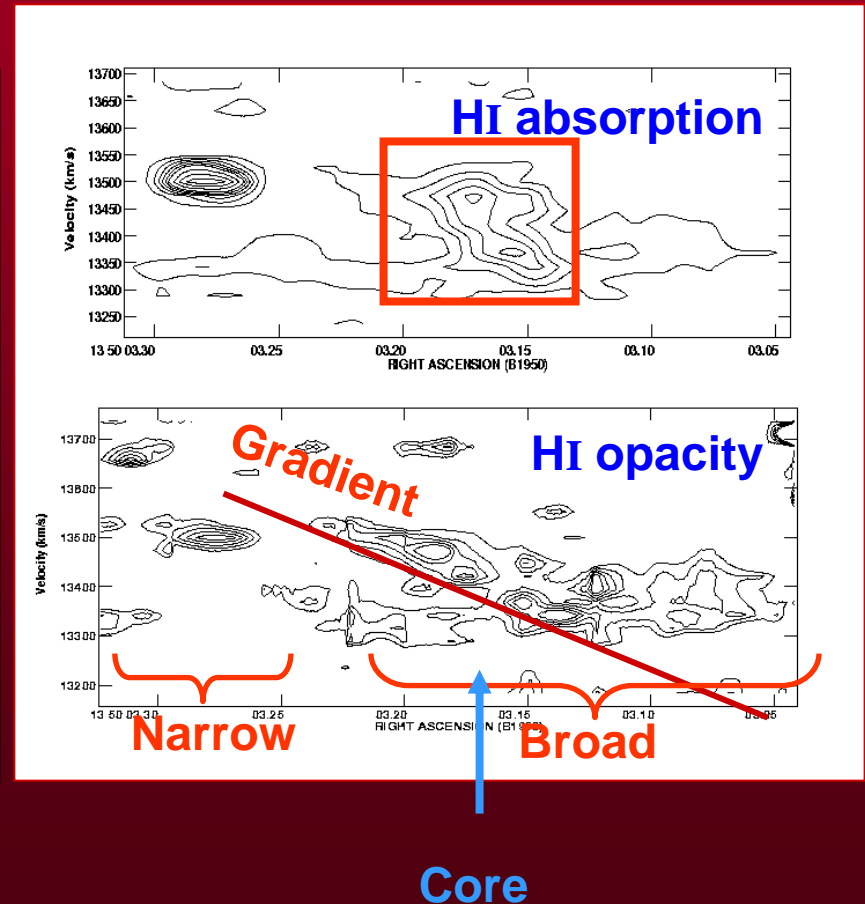 HI absorption
Velocity (km/s)
13700
13650
13600
13550
13500
13450
13400
13350
13300
13250
13 50 03.30
03.25
03.20
03.15
03.10
03.05
RIGHT ASCENSION (B1950)
Gradient
HI opacity
Velocity (km/s)
13700
13600
13500
13400
13300
13200
13 50 03.30
03.25
03.20
03.15
03.10
03.05
RIGHT ASCENSION (B1950)
Narrow
Broad
Core